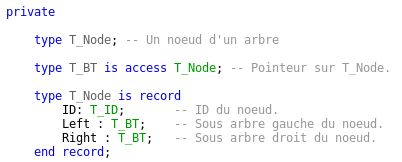 private
type T_Node; -- Un noeud d'un arbre
type T_BT is access T_Node; -- Pointeur sur T_Node.
type T_Node is record
ID: T_ID; -- ID du noeud.
Left : T_BT; -- Sous arbre gauche du noeud.
Right : T_BT; -- Sous arbre droit du noeud.
end record;